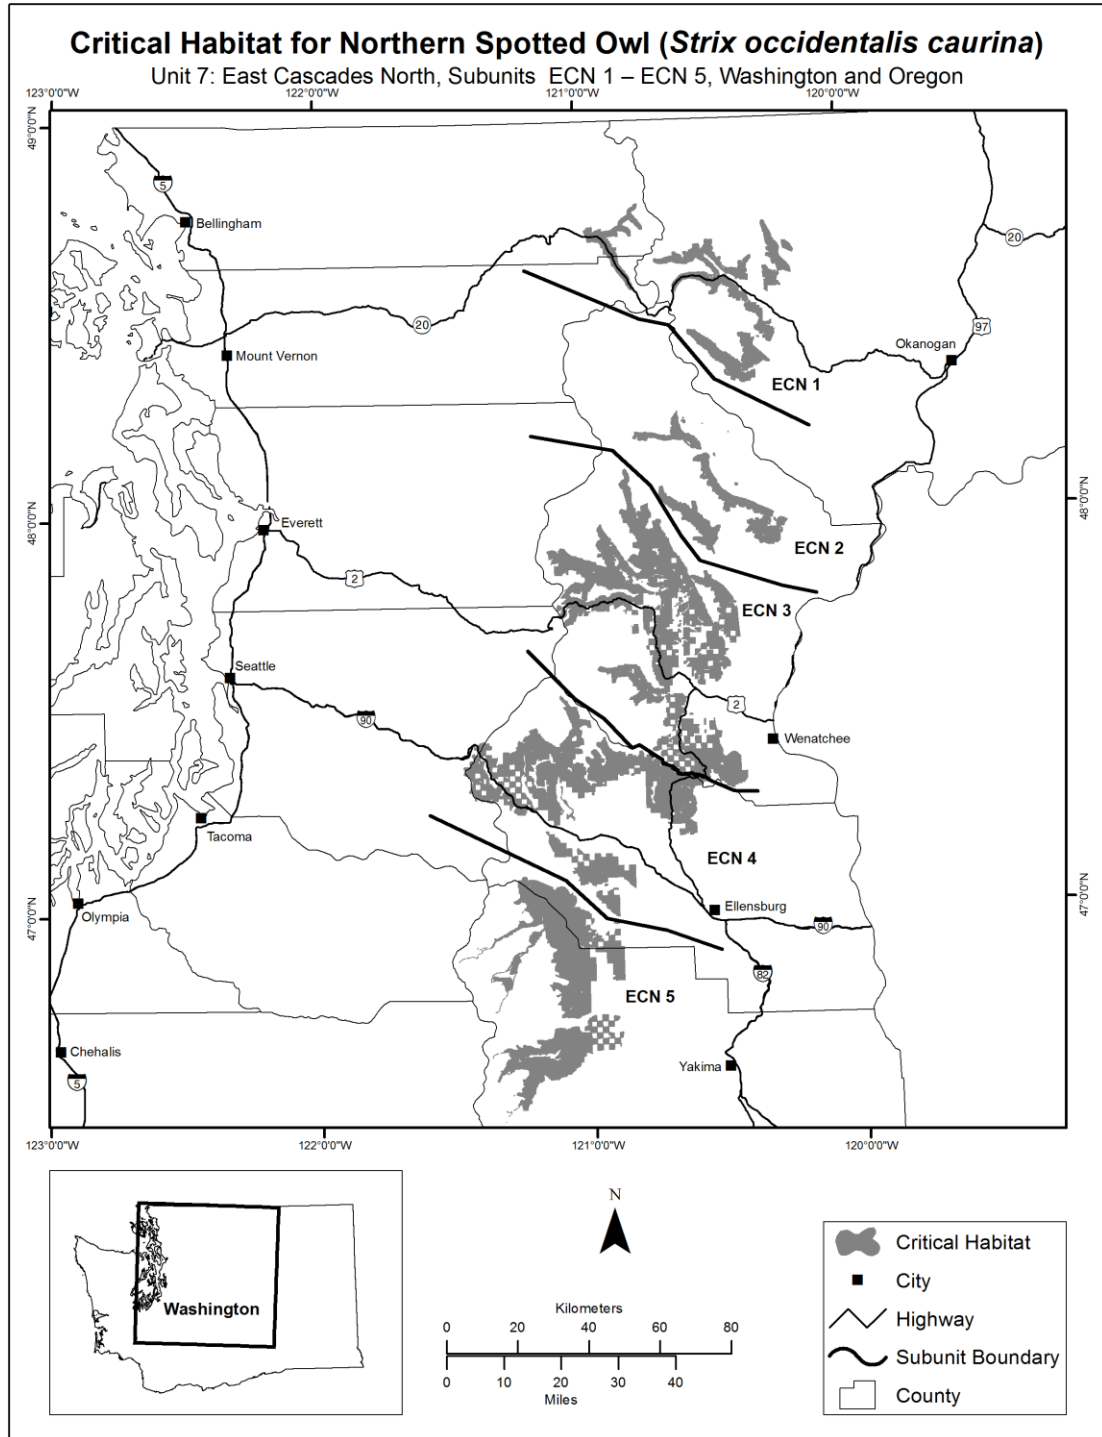 Critical Habitat for Northern Spotted Owl (Strix occidentalis caurina)
Unit 7: East Cascades North, Subunits ECN 1 – ECN 5, Washington and Oregon
123°0'0"W
122°0'0"W
121°0'0"W
120°0'0"W
49°0'0"N
5
Bellingham
20
97
20
Mount Vernon
Okanogan
ECN 1
48°0'0"N
48°0'0"N
Everett
ECN 2
2
ECN 3
Seattle
90
2
Wenatchee
Tacoma
ECN 4
47°0'0"N
47°0'0"N
Olympia
Ellensburg
90
82
ECN 5
Chehalis
5
Yakima
123°0'0"W
122°0'0"W
121°0'0"W
120°0'0"W
Washington
N
Kilometers
0 20 40 60 80
0 10 20 30 40
Miles
Critical Habitat
City
Highway
Subunit Boundary
County